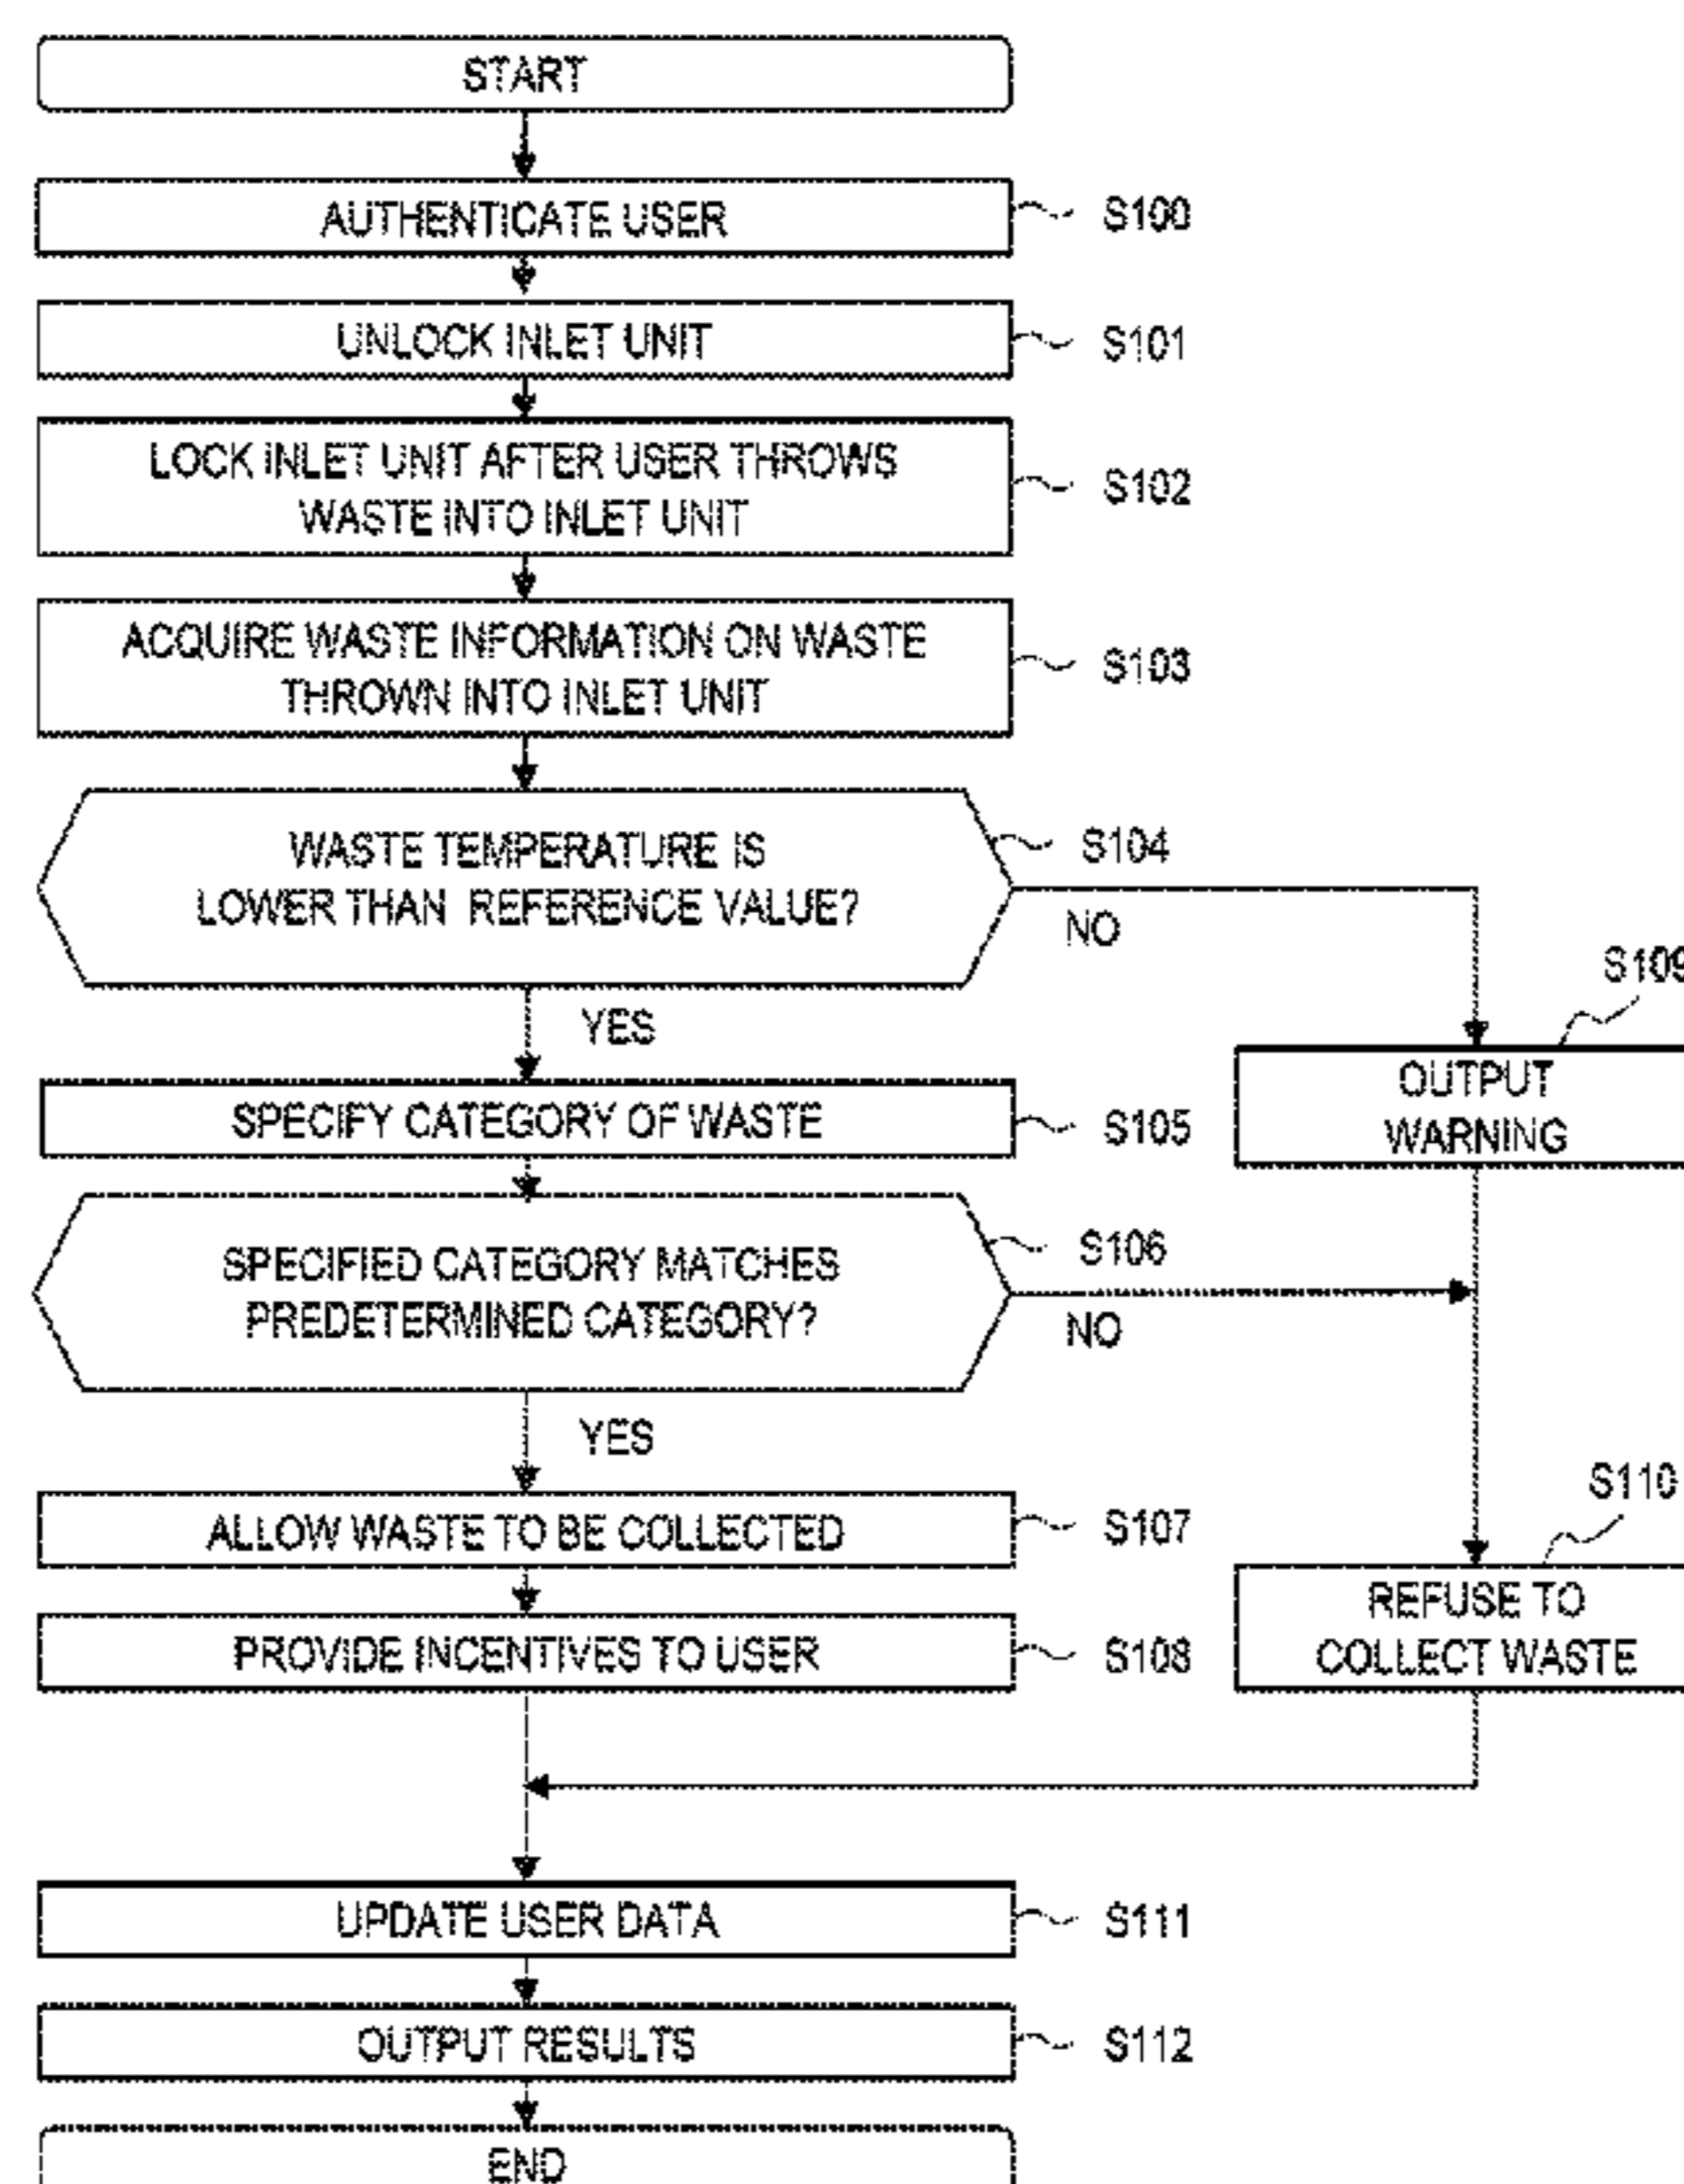 START
AUTHENTICATE USER
S100
UNLOCK INLET UNIT
S101
LOCK INLET UNIT AFTER USER THROWS
WASTE INTO INLET UNIT
S102
ACQUIRE WASTE INFORMATION ON WASTE
THROWN INTO INLET UNIT
S103
WASTE TEMPERATURE IS
LOWER THAN REFERENCE VALUE?
S104
NO
YES
S109
OUTPUT
WARNING
SPECIFY CATEGORY OF WASTE
S105
SPECIFIED CATEGORY MATCHES
PREDETERMINED CATEGORY?
S106
NO
YES
ALLOW WASTE TO BE COLLECTED
S107
S110
REFUSE TO
COLLECT WASTE
PROVIDE INCENTIVES TO USER
S108
UPDATE USER DATA
S111
OUTPUT RESULTS
S112
END